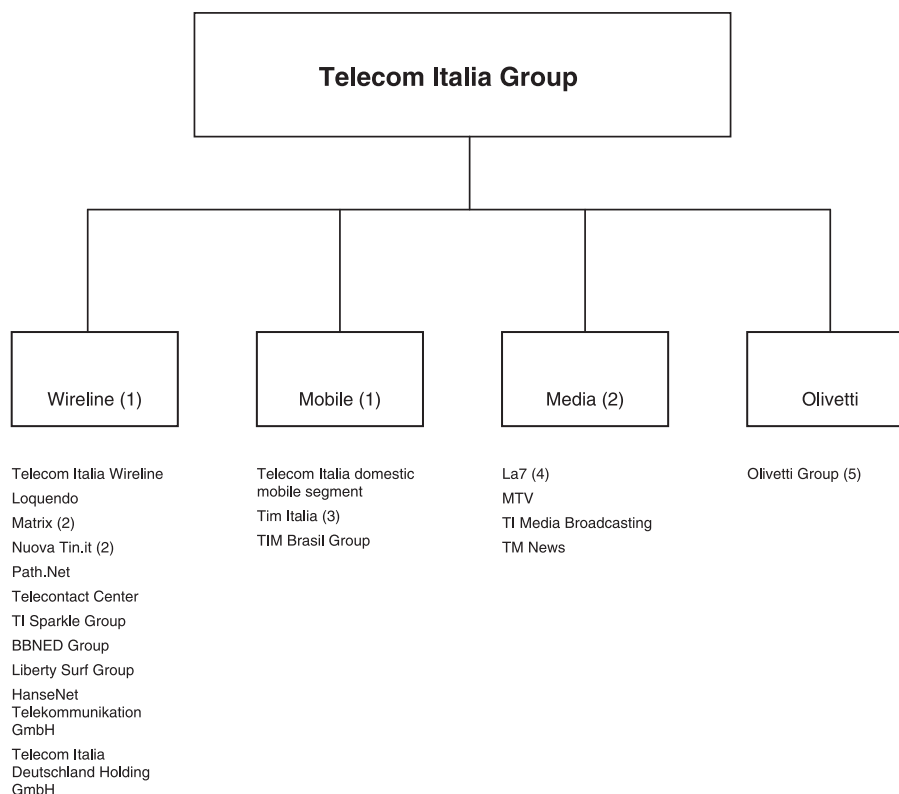 Telecom Italia Group
Wireline (1)
Mobile (1)
Media (2)
Olivetti
Telecom Italia Wireline
Loquendo
Matrix (2)
Nuova Tin.it (2)
Path.Net
Telecontact Center
TI Sparkle Group
BBNED Group
Liberty Surf Group
HanseNet
Telekommunikation
GmbH
Telecom Italia
Deutschland Holding
GmbH
Telecom Italia domestic
mobile segment
Tim Italia (3)
TIM Brasil Group
La7 (4)
MTV
TI Media Broadcasting
TM News
Olivetti Group (5)